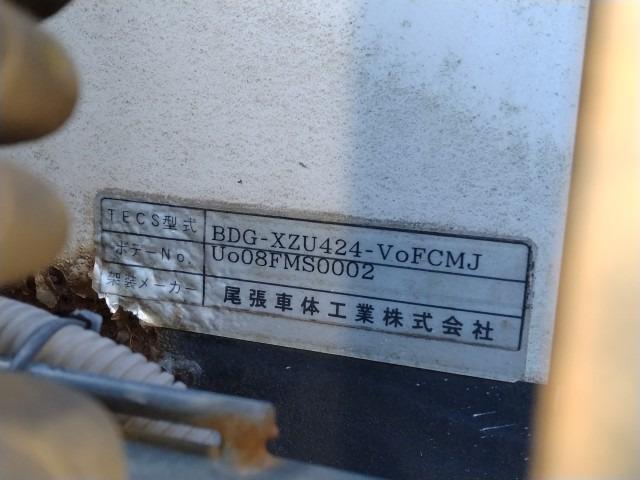 TECS型式 BDG-XZU424-VoFCMJ
ボデーNo. Uo08FMS0002
架装メーカー 尾張車体工業株式会社